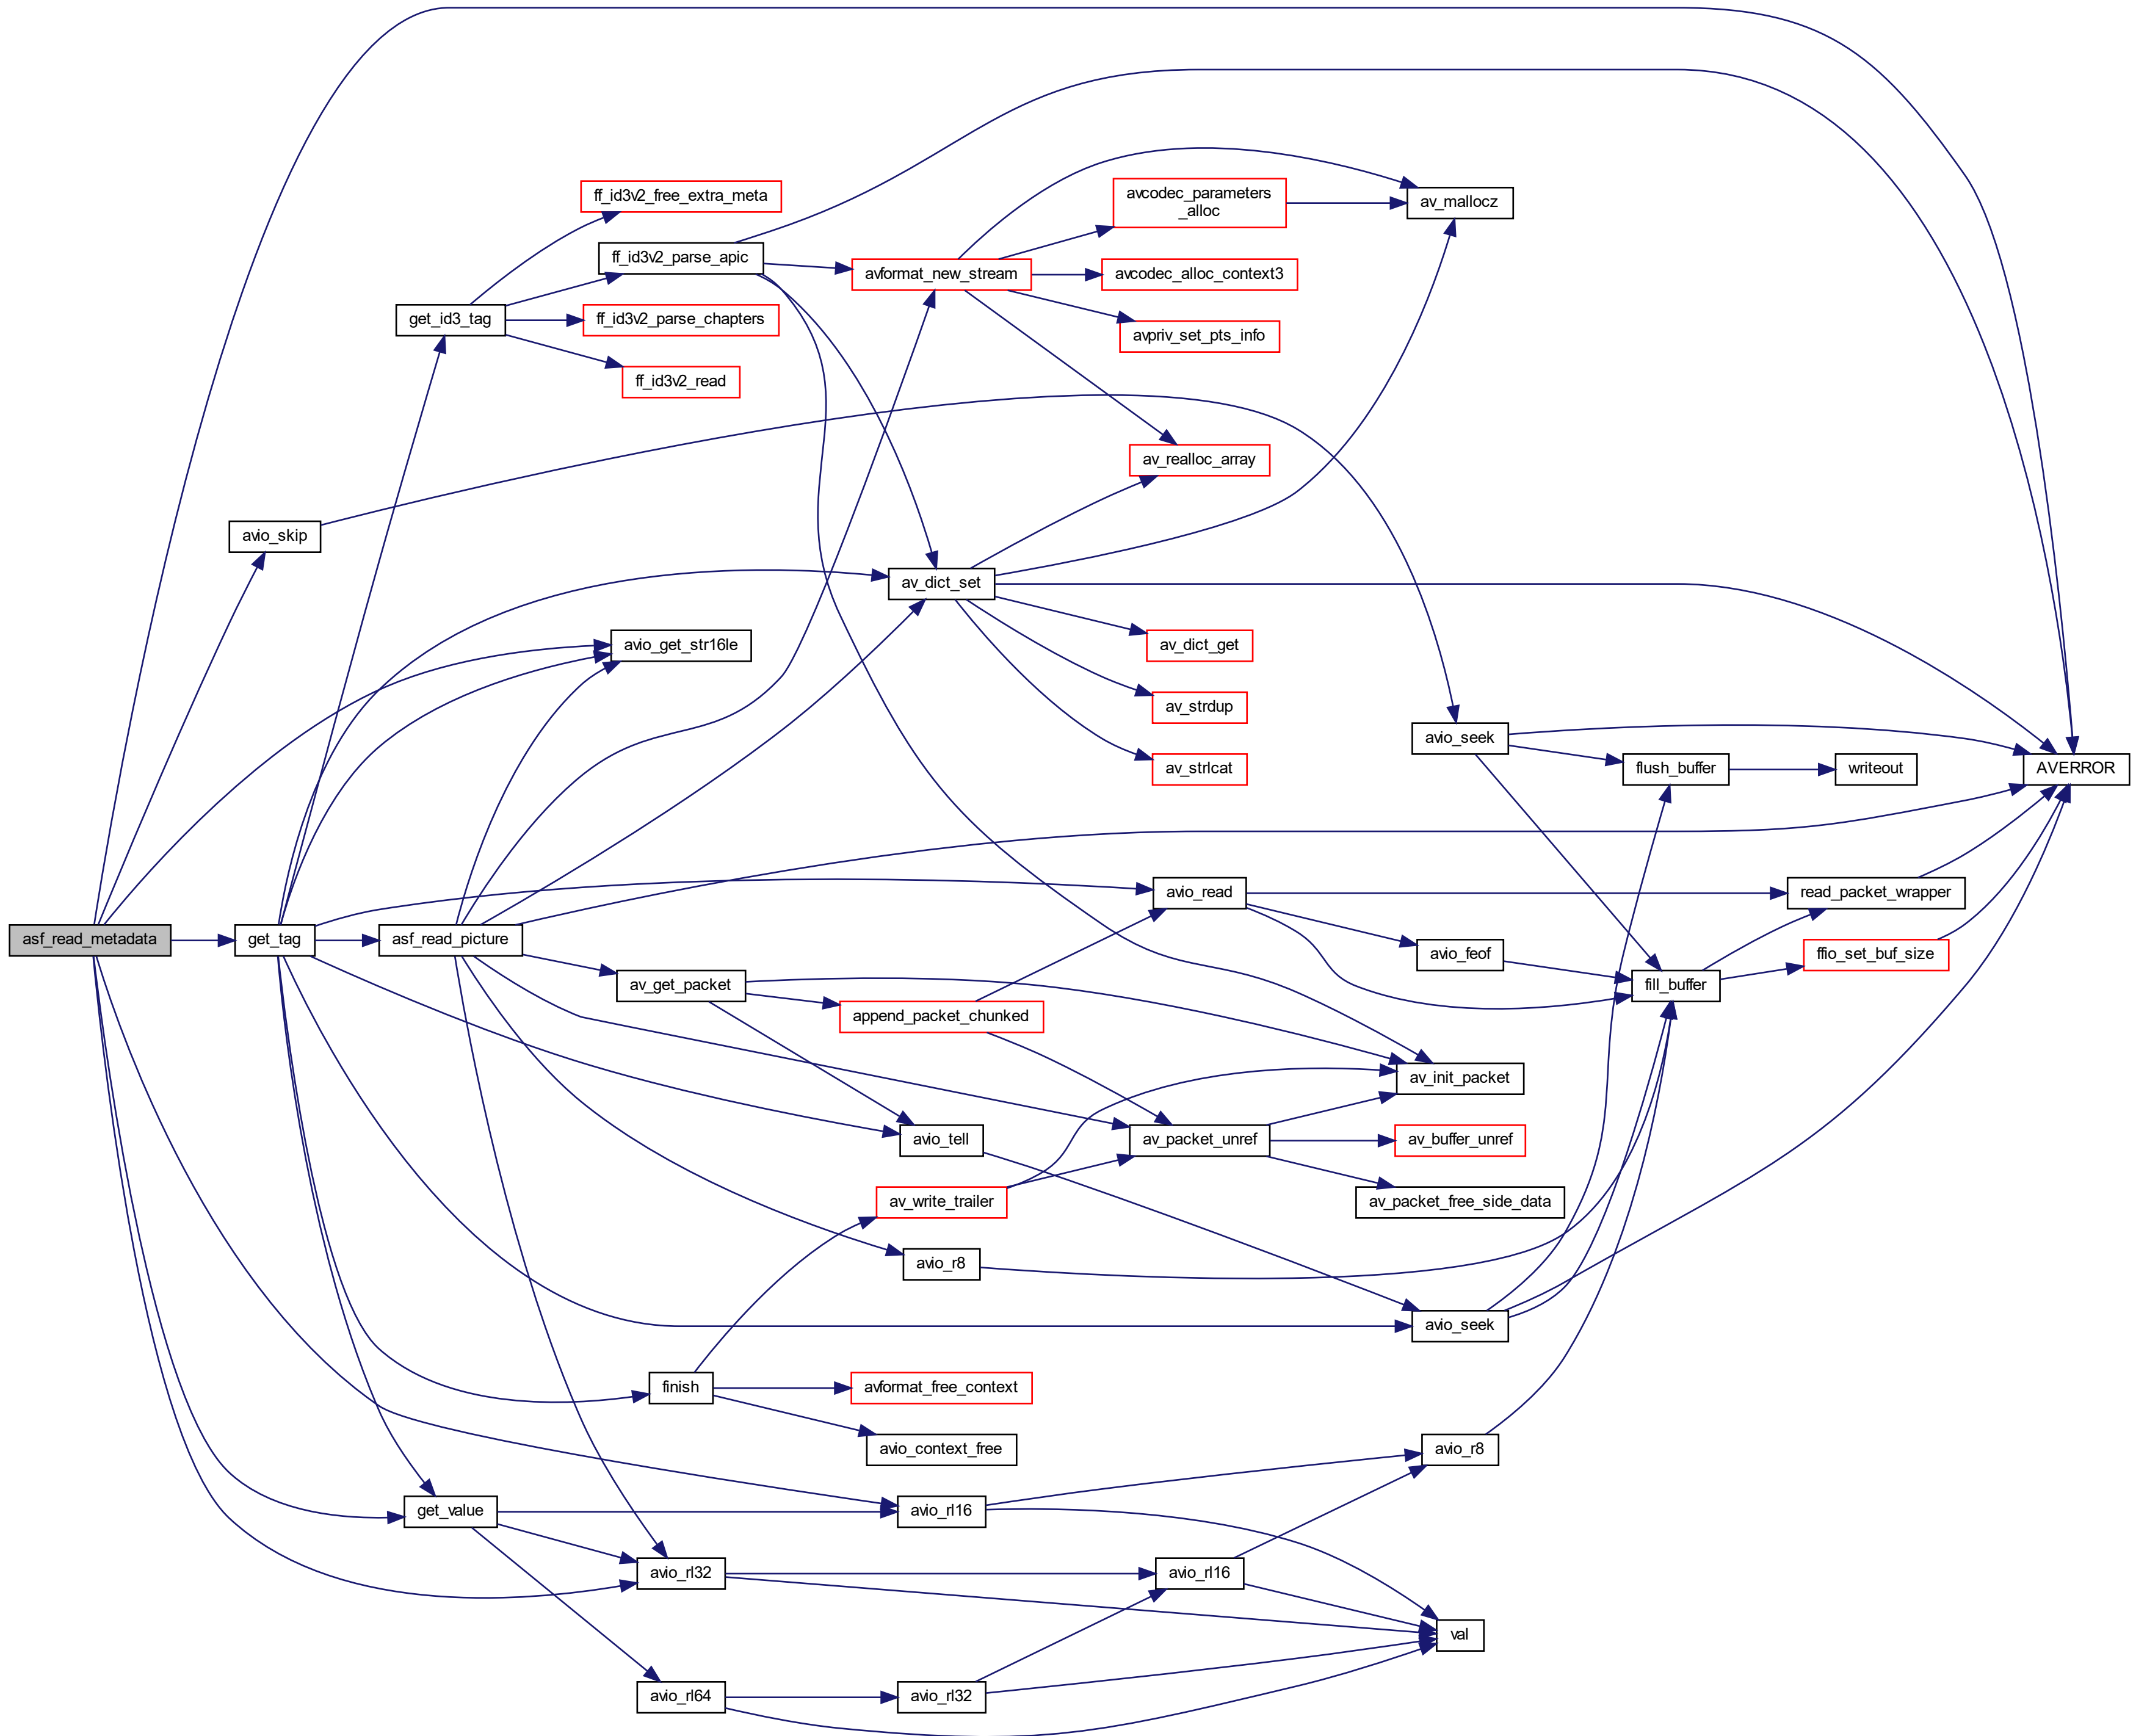 ff_id3v2_free_extra_meta
avcodec_parameters
_alloc
av_mallocz
ff_id3v2_parse_apic
avformat_new_stream
avcodec_alloc_context3
get_id3_tag
ff_id3v2_parse_chapters
avpriv_set_pts_info
ff_id3v2_read
av_realloc_array
avio_skip
av_dict_set
avio_get_str16le
av_dict_get
av_strdup
avio_seek
av_strlcat
flush_buffer
writeout
AVERROR
avio_read
read_packet_wrapper
asf_read_metadata
get_tag
asf_read_picture
avio_feof
ffio_set_buf_size
av_get_packet
fill_buffer
append_packet_chunked
av_init_packet
avio_tell
av_packet_unref
av_buffer_unref
av_write_trailer
av_packet_free_side_data
avio_r8
avio_seek
finish
avformat_free_context
avio_context_free
avio_r8
get_value
avio_rl16
avio_rl32
avio_rl16
val
avio_rl64
avio_rl32